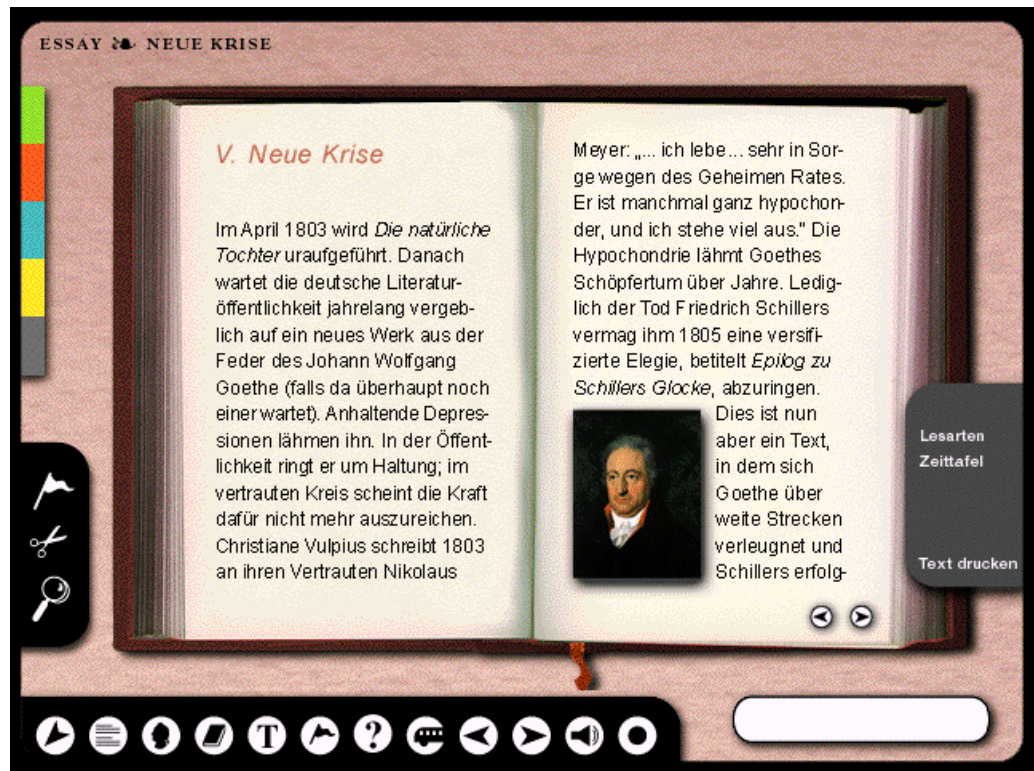 ESSAY ❧ NEUE KRISE
V. Neue Krise
Im April 1803 wird Die natürliche
Tochter uraufgeführt. Danach
wartet die deutsche Literatur-
öffentlichkeit jahrelang vergeb-
lich auf ein neues Werk aus der
Feder des Johann Wolfgang
Goethe (falls da überhaupt noch
einer wartet). Anhaltende Depres-
sionen lähmen ihn. In der Öffent-
lichkeit ringt er um Haltung; im
vertrauten Kreis scheint die Kraft
dafür nicht mehr auszureichen.
Christiane Vulpius schreibt 1803
an ihren Vertrauten Nikolaus
Meyer: „... ich lebe... sehr in Sor-
ge wegen des Geheimen Rates.
Er ist manchmal ganz hypochon-
der, und ich stehe viel aus." Die
Hypochondrie lähmt Goethes
Schöpfertum über Jahre. Ledig-
lich der Tod Friedrich Schillers
vermag ihm 1805 eine versifi-
zierte Elegie, betitelt Epilog zu
Schillers Glocke, abzuringen.
Dies ist nun
aber ein Text,
in dem sich
Goethe über
weite Strecken
verleugnet und
Schillers erfolg-
Lesarten
Zeittafel
Text drucken
T
?